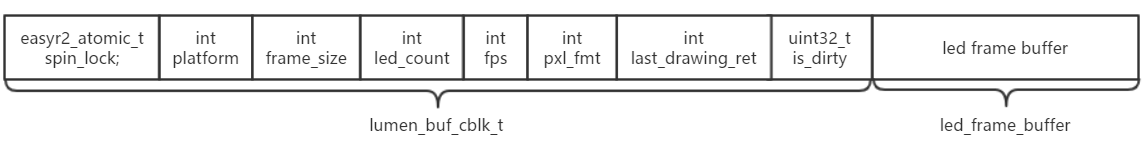 easyr2_atomic_t
spin_lock;
int
platform
int
frame_size
int
led_count
int
fps
int
pxl_fmt
int
last_drawing_ret
uint32_t
is_dirty
led frame buffer
lumen_buf_cblk_t
led_frame_buffer